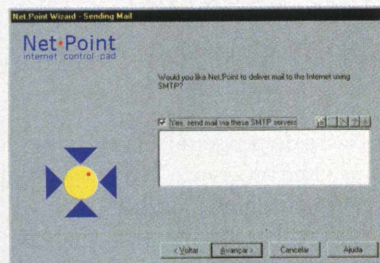 Net.Point Wizard - Sending Mail
Net·Point
internet control pad
Would you like Net.Point to deliver mail to the Internet using
SMTP?
Yes, send mail via these SMTP servers
< Voltar
Avançar >
Cancelar
Ajuda